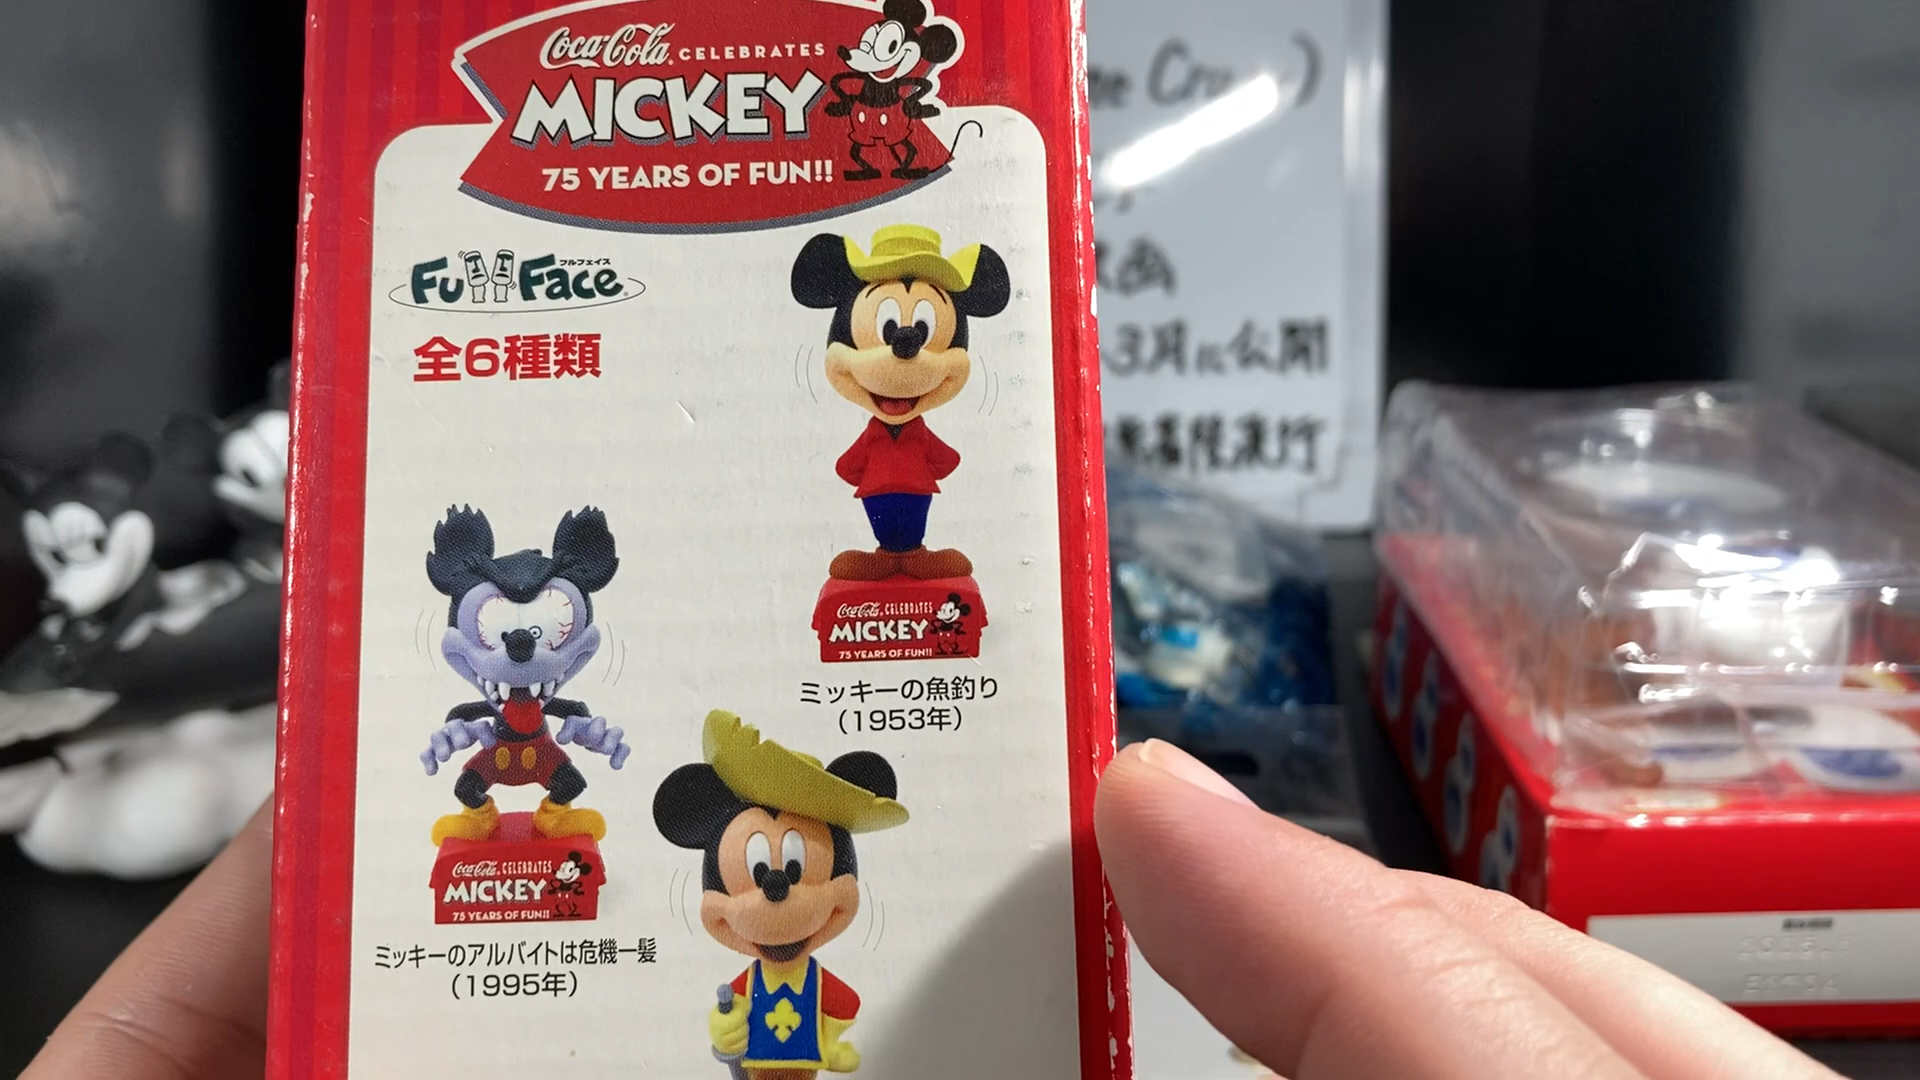 Coca-Cola CELEBRATES
MICKEY
75 YEARS OF FUN!!
フルフェイス
Full Face
全6種類
Coca-Cola CELEBRATES
MICKEY
75 YEARS OF FUN!!
ミッキーの魚釣り
(1953年)
Coca-Cola CELEBRATES
MICKEY
75 YEARS OF FUN!!
ミッキーのアルバイトは危機一髪
(1995年)
3月に公開